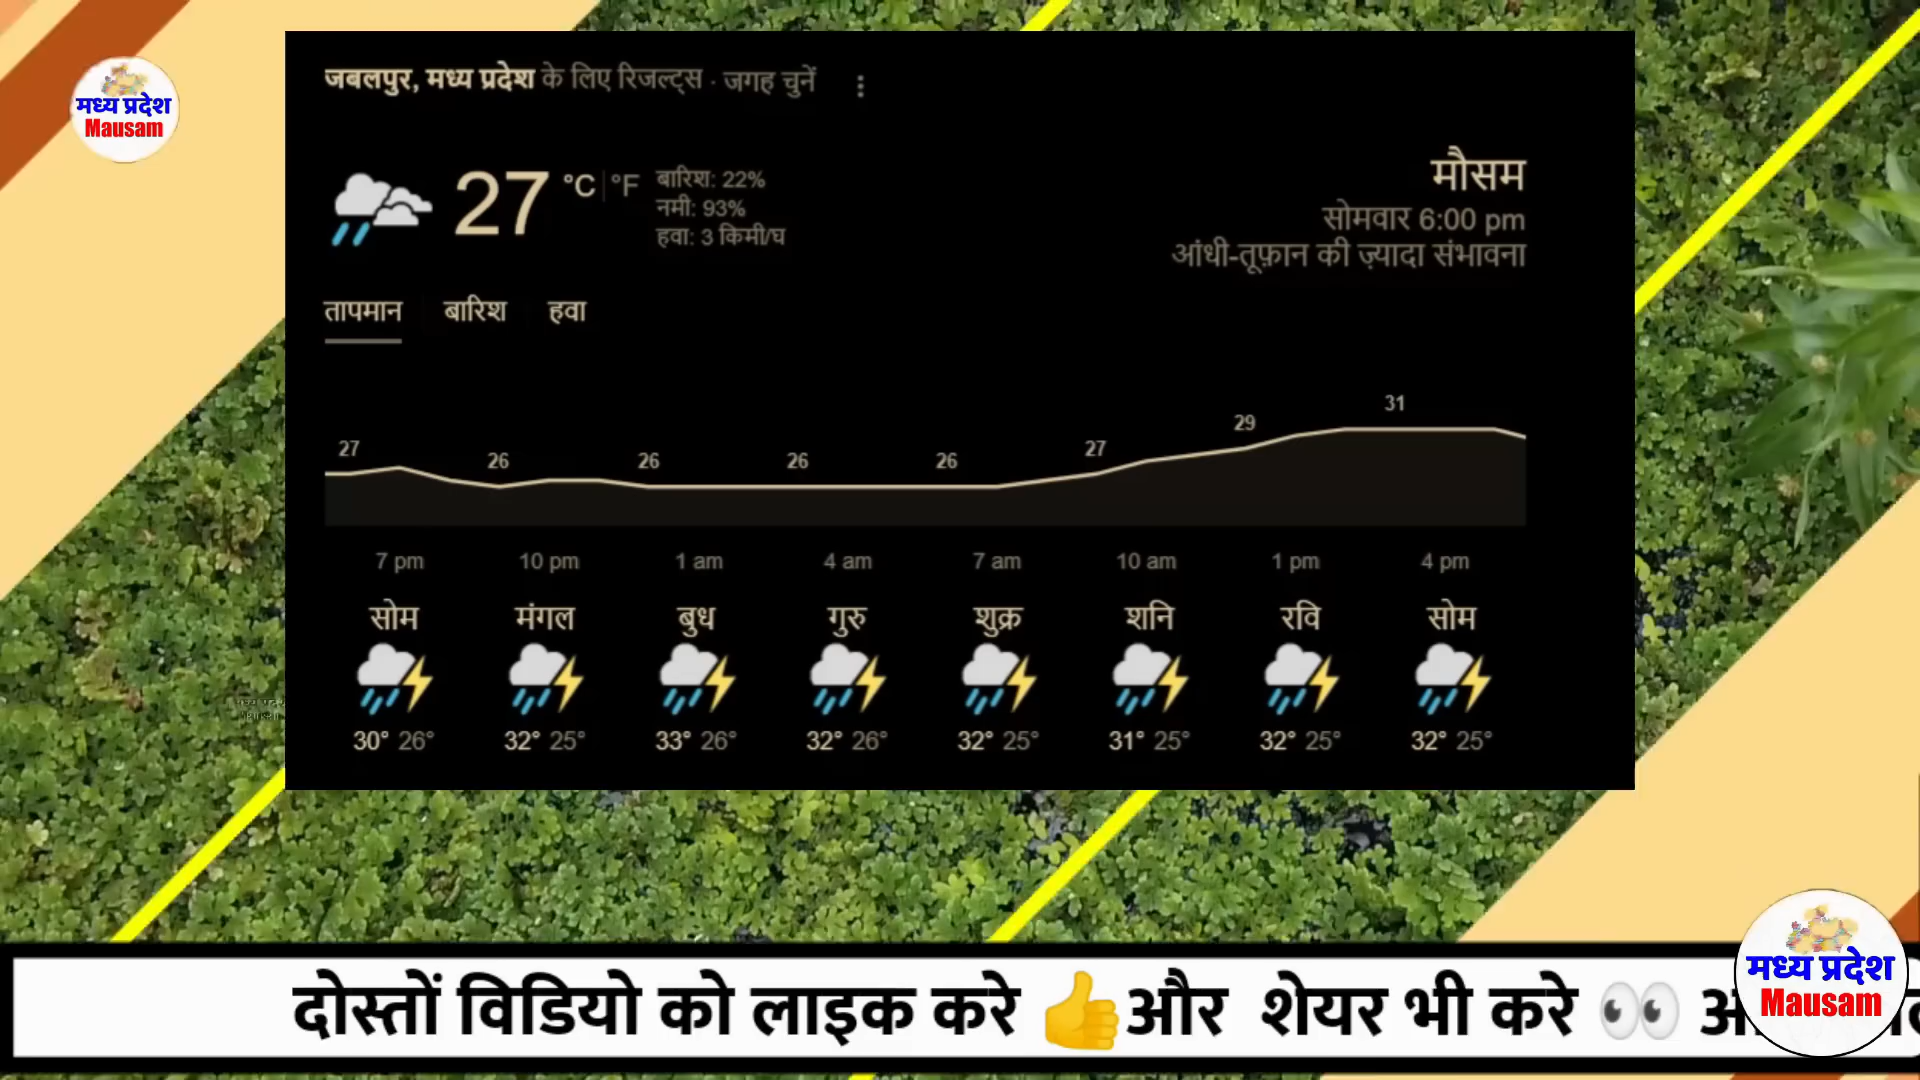 जबलपुर, मध्य प्रदेश के लिए रिजल्ट्स · जगह चुनें
मध्य प्रदेश
Mausam
27 °C °F
बारिश: 22%
नमी: 93%
हवा: 3 किमी/घ
मौसम
सोमवार 6:00 pm
आंधी-तूफ़ान की ज़्यादा संभावना
तापमान बारिश हवा
27 26 26 26 26 27 29 31
7 pm 10 pm 1 am 4 am 7 am 10 am 1 pm 4 pm
सोम मंगल बुध गुरु शुक्र शनि रवि सोम
30° 26° 32° 25° 33° 26° 32° 26° 32° 25° 31° 25° 32° 25° 32° 25°
दोस्तों विडियो को लाइक करे 👍और शेयर भी करे 👀
मध्य प्रदेश
Mausam